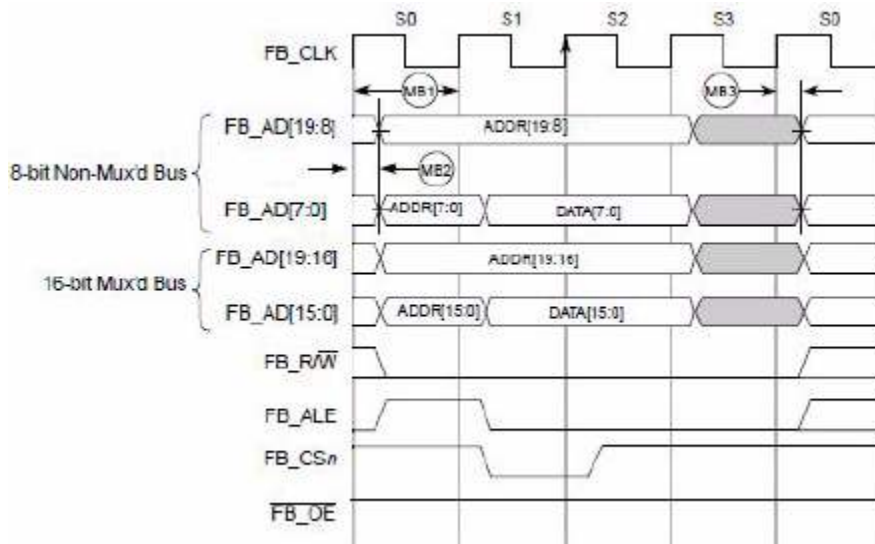 S0 S1 S2 S3 S0
FB_CLK
MB1 MB3
FB_AD[19:8] ADDR[19:8]
8-bit Non-Mux'd Bus
MB2
FB_AD[7:0] ADDR[7:0] DATA[7:0]
FB_AD[19:16] ADDR[19:16]
16-bit Mux'd Bus
FB_AD[15:0] ADDR[15:0] DATA[15:0]
FB_R/W
FB_ALE
FB_CSn
FB_OE